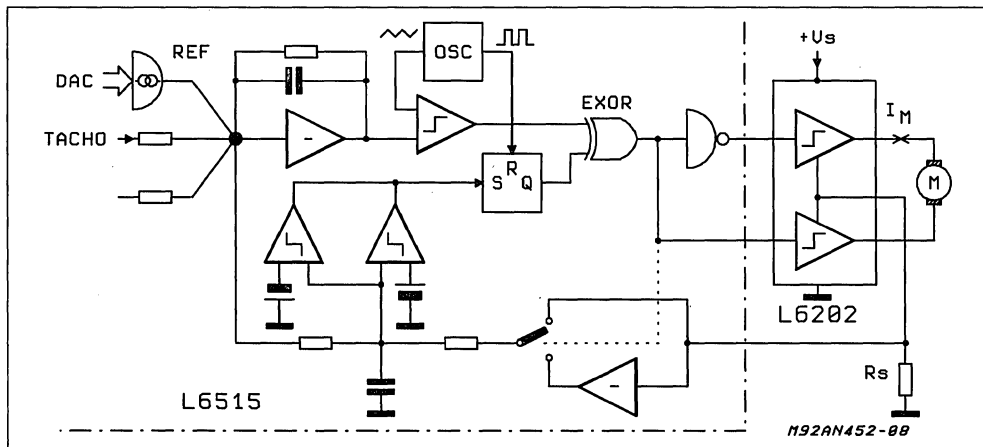 REF
DAC
TACHO
OSC
EXOR
S R Q
+Vs
I M
M
L6202
Rs
L6515
M92AN452-08